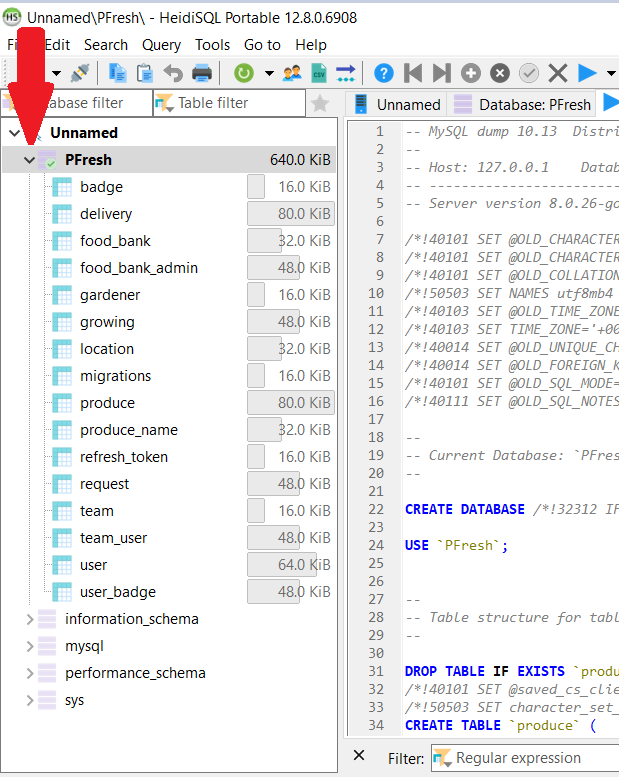 HS Unnamed\PFresh\ - HeidiSQL Portable 12.8.0.6908
Edit Search Query Tools Go to Help
filter Table filter Unnamed Database: PFresh
Unnamed
PFresh 640.0 KiB
badge 16.0 KiB
delivery 80.0 KiB
food_bank 32.0 KiB
food_bank_admin 48.0 KiB
gardener 16.0 KiB
growing 48.0 KiB
location 32.0 KiB
migrations 16.0 KiB
produce 80.0 KiB
produce_name 32.0 KiB
refresh_token 16.0 KiB
request 48.0 KiB
team 16.0 KiB
team_user 48.0 KiB
user 64.0 KiB
user_badge 48.0 KiB
information_schema
mysql
performance_schema
sys
1 -- MySQL dump 10.13 Distri
2 --
3 -- Host: 127.0.0.1 Datab
4 -- ------------------------
5 -- Server version 8.0.26-go
6
7 /*!40101 SET @OLD_CHARACTER
8 /*!40101 SET @OLD_CHARACTER
9 /*!40101 SET @OLD_COLLATION
10 /*!50503 SET NAMES utf8mb4
11 /*!40103 SET @OLD_TIME_ZONE
12 /*!40103 SET TIME_ZONE='+00
13 /*!40014 SET @OLD_UNIQUE_CH
14 /*!40014 SET @OLD_FOREIGN_K
15 /*!40101 SET @OLD_SQL_MODE=
16 /*!40111 SET @OLD_SQL_NOTES
17
18 --
19 -- Current Database: `PFres
20 --
21
22 CREATE DATABASE /*!32312 IF
23
24 USE `PFresh`;
25
26
27 --
28 -- Table structure for tabl
29 --
30
31 DROP TABLE IF EXISTS `produ
32 /*!40101 SET @saved_cs_clie
33 /*!50503 SET character_set_
34 CREATE TABLE `produce` (
Filter: Regular expression